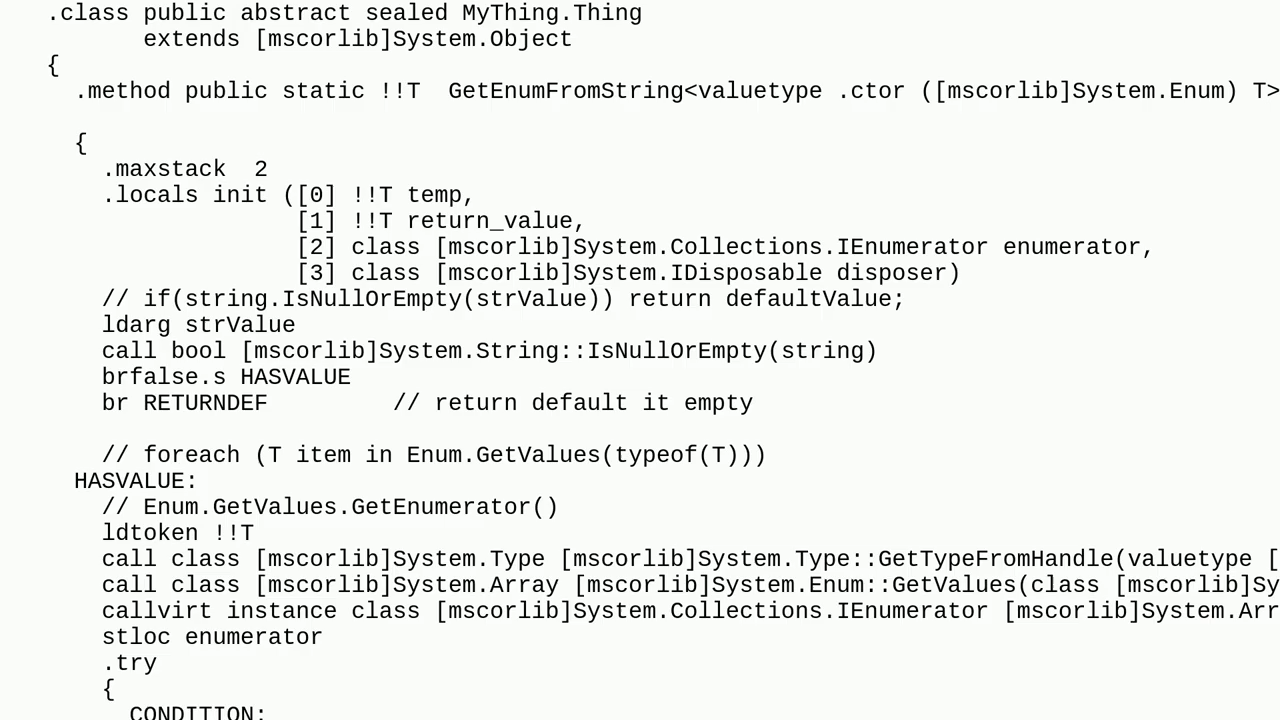 .class public abstract sealed MyThing.Thing
       extends [mscorlib]System.Object
{
  .method public static !!T  GetEnumFromString<valuetype .ctor ([mscorlib]System.Enum) T>

  {
    .maxstack  2
    .locals init ([0] !!T temp,
                  [1] !!T return_value,
                  [2] class [mscorlib]System.Collections.IEnumerator enumerator,
                  [3] class [mscorlib]System.IDisposable disposer)
    // if(string.IsNullOrEmpty(strValue)) return defaultValue;
    ldarg strValue
    call bool [mscorlib]System.String::IsNullOrEmpty(string)
    brfalse.s HASVALUE
    br RETURNDEF         // return default it empty

    // foreach (T item in Enum.GetValues(typeof(T)))
  HASVALUE:
    // Enum.GetValues.GetEnumerator()
    ldtoken !!T
    call class [mscorlib]System.Type [mscorlib]System.Type::GetTypeFromHandle(valuetype [
    call class [mscorlib]System.Array [mscorlib]System.Enum::GetValues(class [mscorlib]Sy
    callvirt instance class [mscorlib]System.Collections.IEnumerator [mscorlib]System.Arr
    stloc enumerator
    .try
    {
      CONDITION: